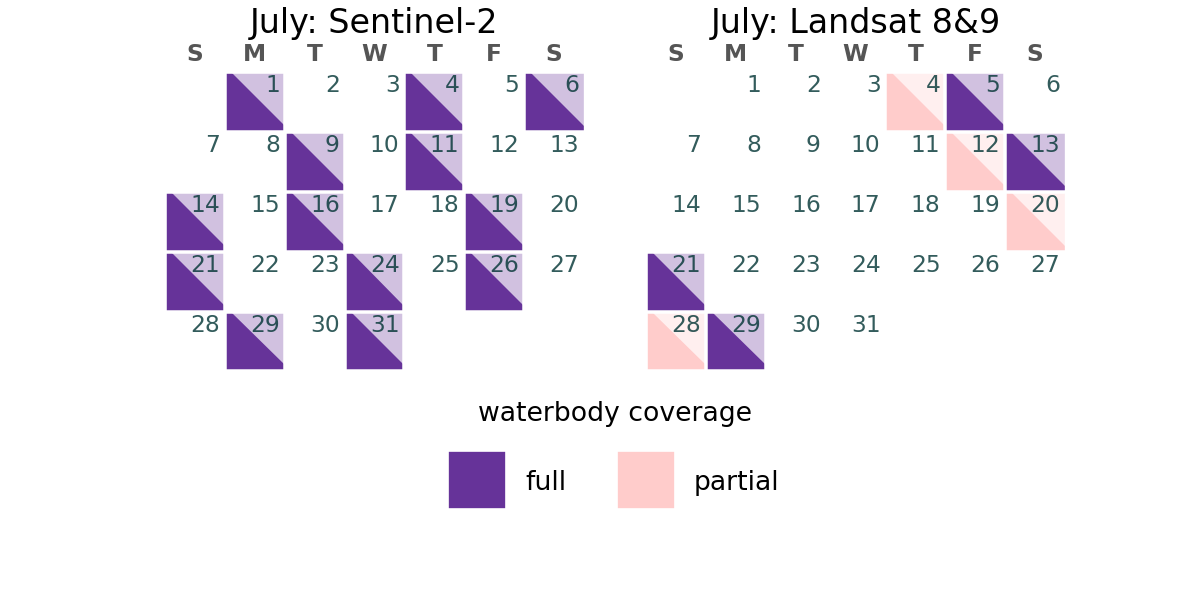 July: Sentinel-2
S M T W T F S
1 2 3 4 5 6
7 8 9 10 11 12 13
14 15 16 17 18 19 20
21 22 23 24 25 26 27
28 29 30 31
July: Landsat 8&9
S M T W T F S
1 2 3 4 5 6
7 8 9 10 11 12 13
14 15 16 17 18 19 20
21 22 23 24 25 26 27
28 29 30 31
waterbody coverage
full partial